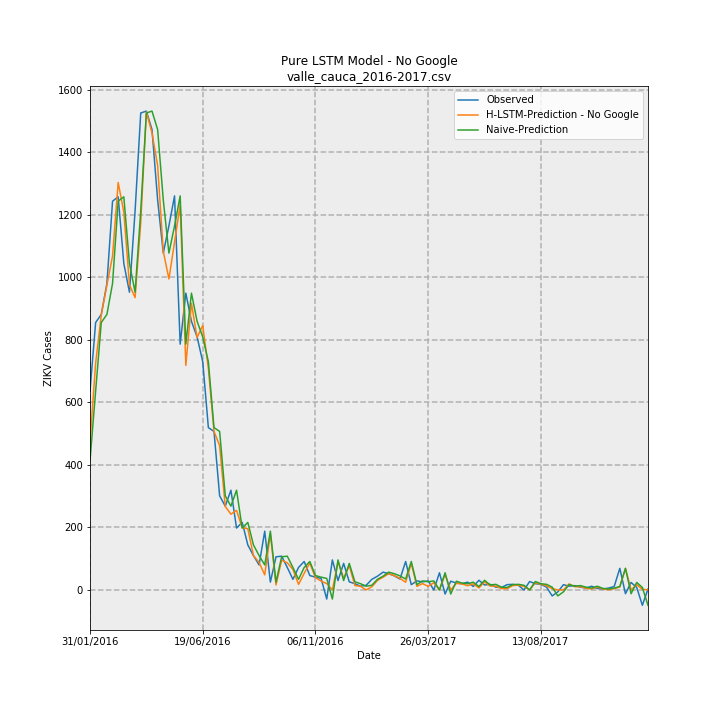 Pure LSTM Model - No Google
valle_cauca_2016-2017.csv
Observed
H-LSTM-Prediction - No Google
Naive-Prediction
ZIKV Cases
1600
1400
1200
1000
800
600
400
200
0
31/01/2016
19/06/2016
06/11/2016
26/03/2017
13/08/2017
Date